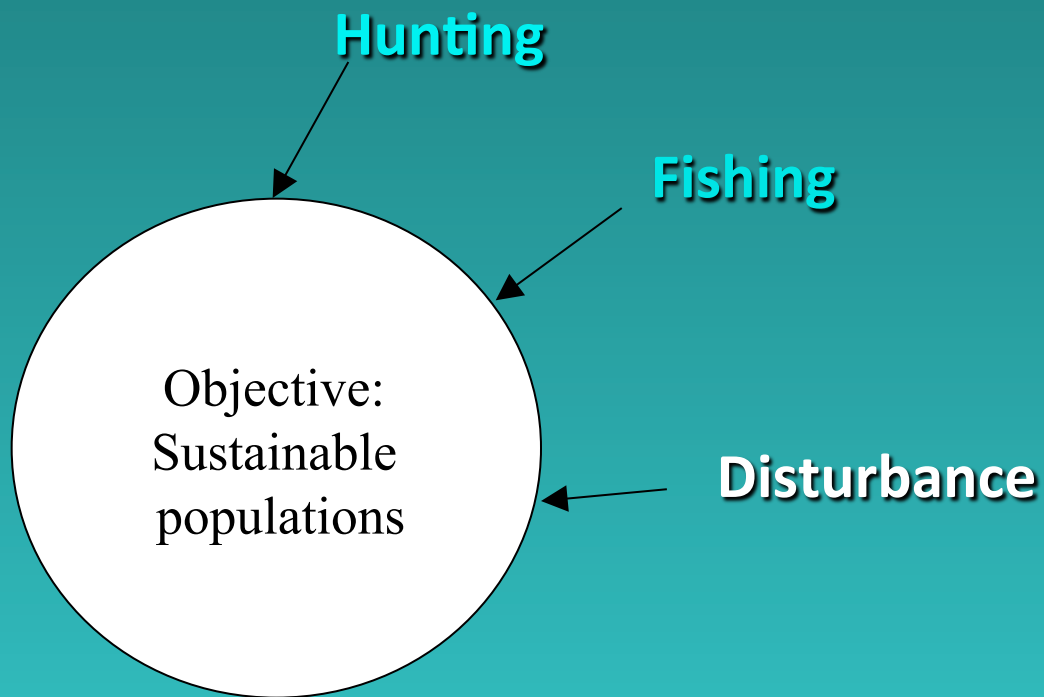 Hunting
Fishing
Objective:
Sustainable
populations
Disturbance